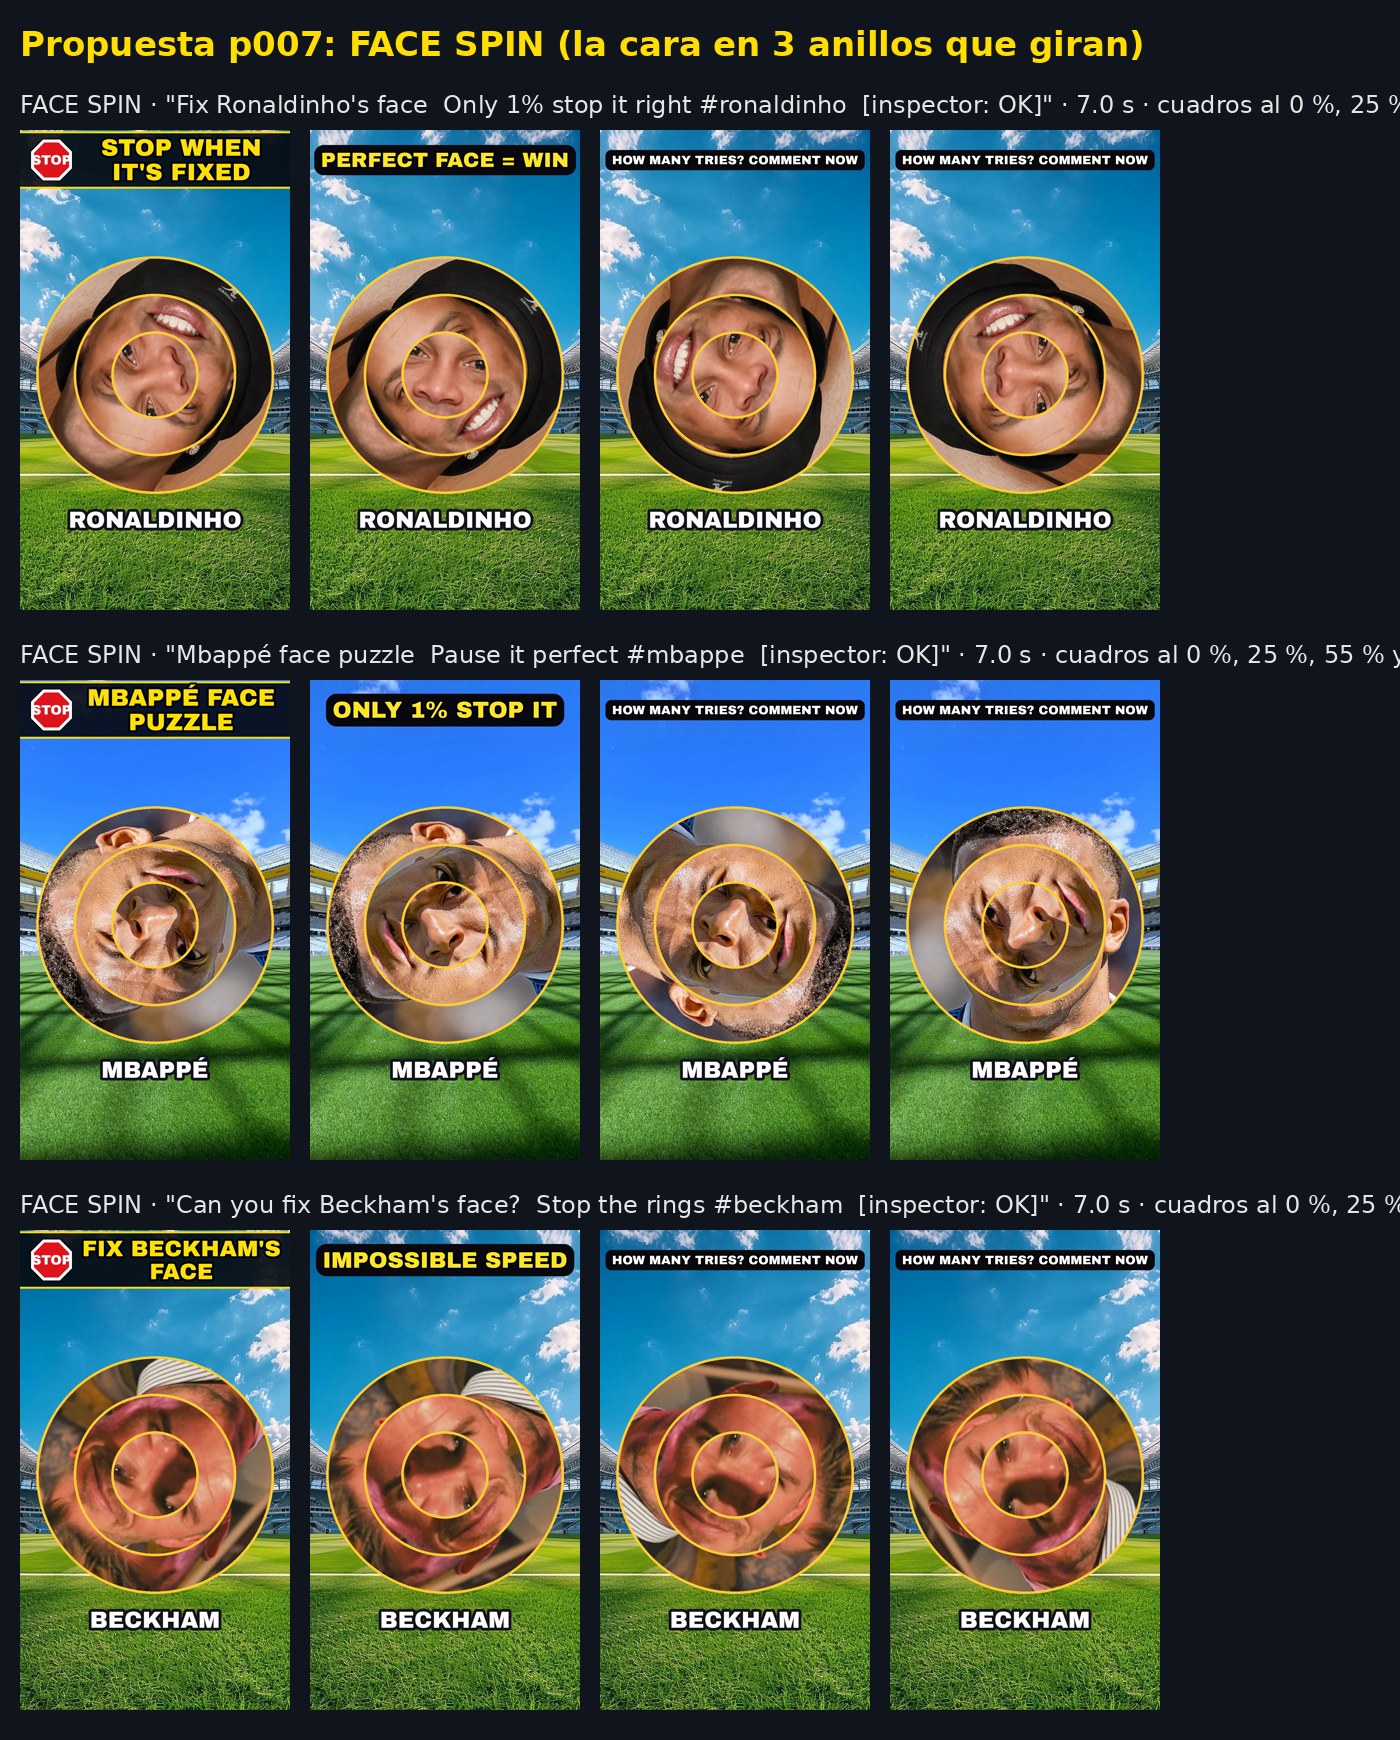 Propuesta p007: FACE SPIN (la cara en 3 anillos que giran)
FACE SPIN · "Fix Ronaldinho's face  Only 1% stop it right #ronaldinho  [inspector: OK]" · 7.0 s · cuadros al 0 %, 25 %
STOP
STOP WHEN
IT'S FIXED
PERFECT FACE = WIN
HOW MANY TRIES? COMMENT NOW
HOW MANY TRIES? COMMENT NOW
RONALDINHO
RONALDINHO
RONALDINHO
RONALDINHO
FACE SPIN · "Mbappé face puzzle  Pause it perfect #mbappe  [inspector: OK]" · 7.0 s · cuadros al 0 %, 25 %, 55 % y
STOP
MBAPPÉ FACE
PUZZLE
ONLY 1% STOP IT
HOW MANY TRIES? COMMENT NOW
HOW MANY TRIES? COMMENT NOW
MBAPPÉ
MBAPPÉ
MBAPPÉ
MBAPPÉ
FACE SPIN · "Can you fix Beckham's face?  Stop the rings #beckham  [inspector: OK]" · 7.0 s · cuadros al 0 %, 25 %
STOP
FIX BECKHAM'S
FACE
IMPOSSIBLE SPEED
HOW MANY TRIES? COMMENT NOW
HOW MANY TRIES? COMMENT NOW
BECKHAM
BECKHAM
BECKHAM
BECKHAM